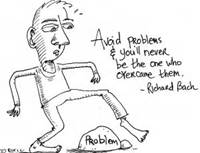 Avoid problems
& you'll never
be the one who
overcame them.
- Richard Bach
Problem